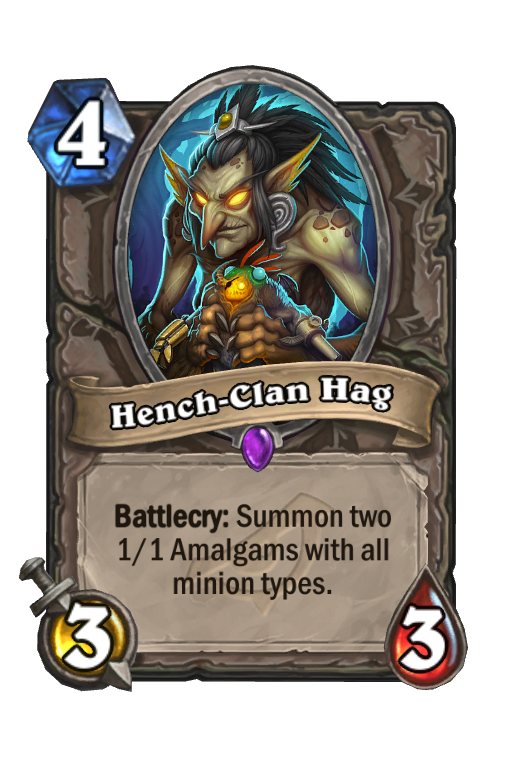 4
Hench-Clan Hag
Battlecry: Summon two
1/1 Amalgams with all
minion types.
3
3